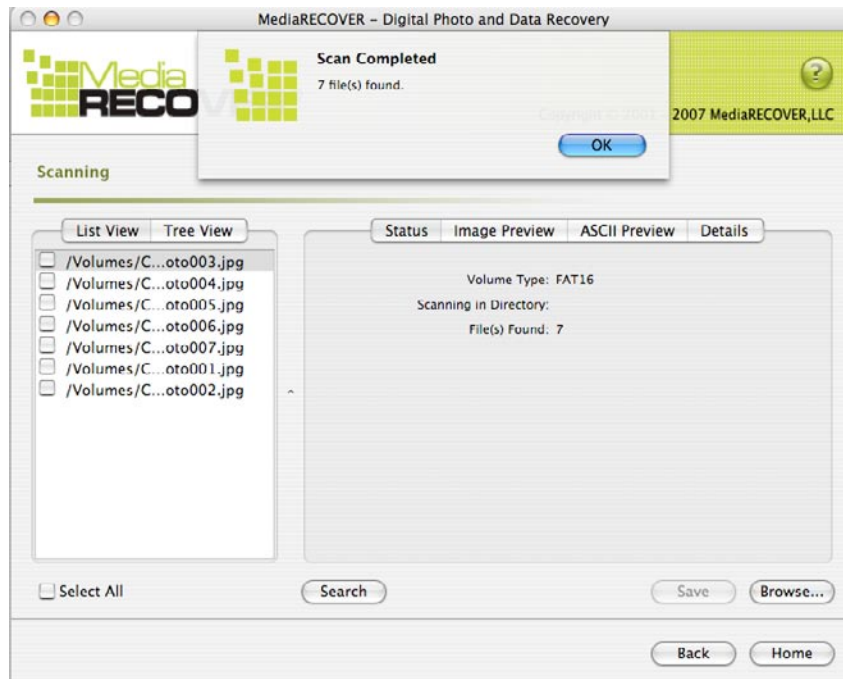 MediaRECOVER – Digital Photo and Data Recovery
Media
RECOVER
Scan Completed
7 file(s) found.
OK
?
Copyright © 2001 - 2007 MediaRECOVER,LLC
Scanning
List View Tree View
/Volumes/C...oto003.jpg
/Volumes/C...oto004.jpg
/Volumes/C...oto005.jpg
/Volumes/C...oto006.jpg
/Volumes/C...oto007.jpg
/Volumes/C...oto001.jpg
/Volumes/C...oto002.jpg
Status Image Preview ASCII Preview Details
Volume Type: FAT16
Scanning in Directory:
File(s) Found: 7
Select All
Search Save Browse...
Back Home